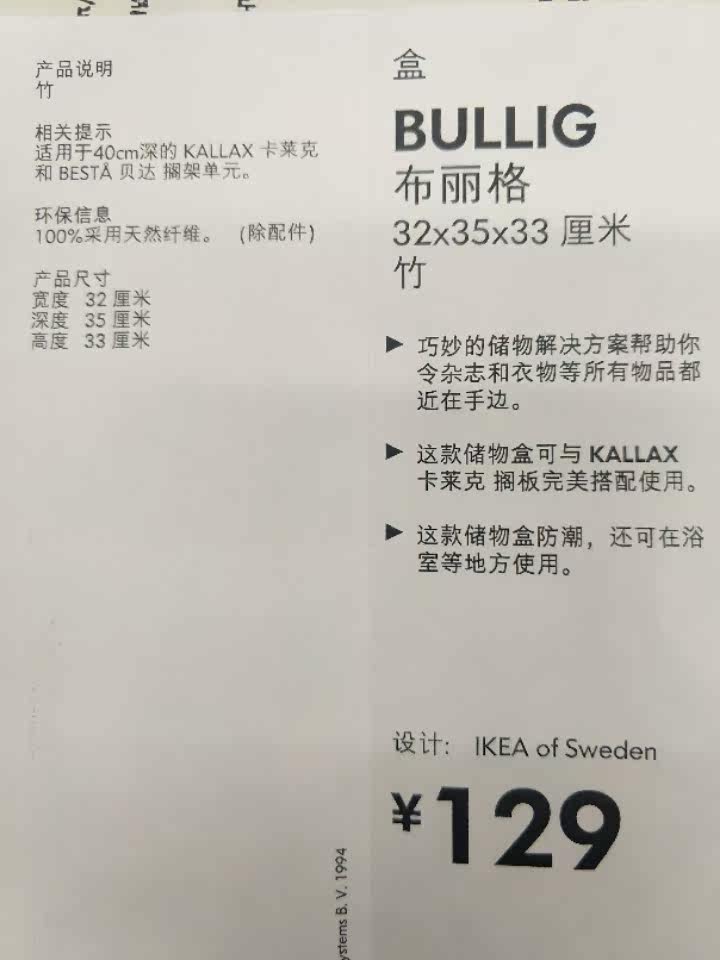 产品说明
竹
相关提示
适用于40cm深的 KALLAX 卡莱克
和 BESTÅ 贝达 搁架单元。
环保信息
100%采用天然纤维。 (除配件)
产品尺寸
宽度 32 厘米
深度 35 厘米
高度 33 厘米
盒
BULLIG
布丽格
32x35x33 厘米
竹
▶ 巧妙的储物解决方案帮助你
令杂志和衣物等所有物品都
近在手边。
▶ 这款储物盒可与 KALLAX
卡莱克 搁板完美搭配使用。
▶ 这款储物盒防潮，还可在浴
室等地方使用。
设计： IKEA of Sweden
¥129
ystems B. V. 1994